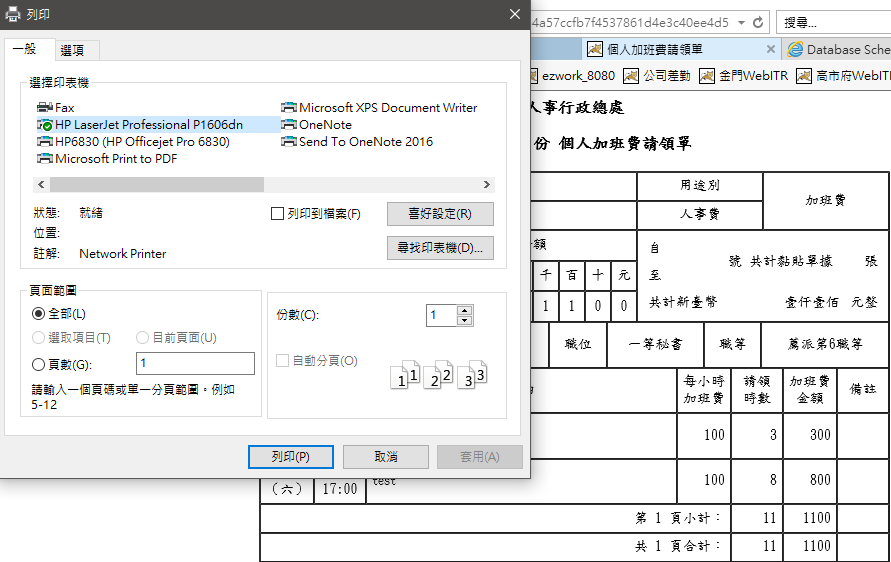 列印
一般
選項
選擇印表機
Fax
HP LaserJet Professional P1606dn
HP6830 (HP Officejet Pro 6830)
Microsoft Print to PDF
Microsoft XPS Document Writer
OneNote
Send To OneNote 2016
狀態: 就緒
位置:
註解: Network Printer
列印到檔案(F)
喜好設定(R)
尋找印表機(D)...
頁面範圍
全部(L)
選取項目(T) 目前頁面(U)
頁數(G): 1
請輸入一個頁碼或單一分頁範圍。例如
5-12
份數(C): 1
自動分頁(O)
1 1 2 2 3 3
列印(P) 取消 套用(A)
4a57ccfb7f4537861d4e3c40ee4d5
搜尋...
個人加班費請領單
Database Sche
ezwork_8080 公司差勤 金門WebITR 高市府WebIT
人事行政總處
份 個人加班費請領單
用途別 加班費
人事費
額
千 百 十 元
1 1 0 0
自
至
號 共計黏貼單據 張
共計新臺幣 壹仟壹佰 元整
職位 一等秘書 職等 薦派第6職等
每小時
加班費
請領
時數
加班費
金額
備註
100 3 300
(六) 17:00 test 100 8 800
第 1 頁小計: 11 1100
共 1 頁合計: 11 1100